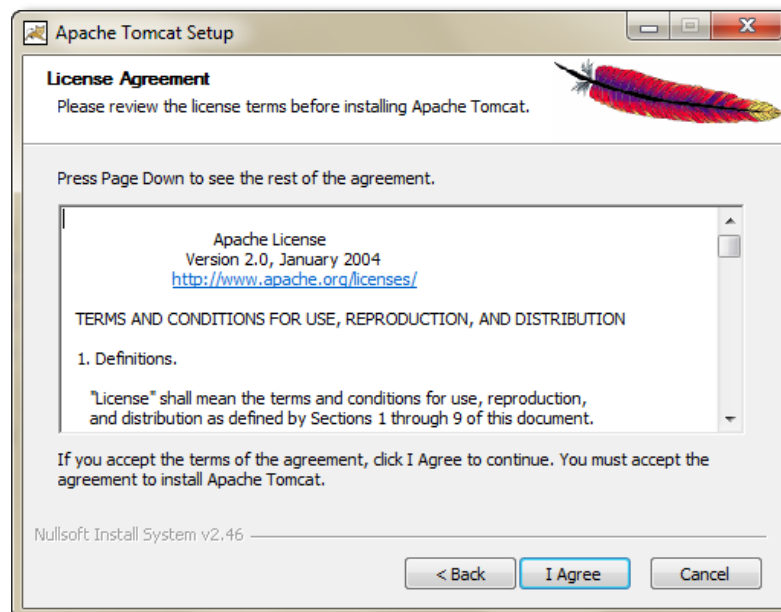 Apache Tomcat Setup
License Agreement
Please review the license terms before installing Apache Tomcat.
Press Page Down to see the rest of the agreement.
Apache License
Version 2.0, January 2004
http://www.apache.org/licenses/
TERMS AND CONDITIONS FOR USE, REPRODUCTION, AND DISTRIBUTION
1. Definitions.
"License" shall mean the terms and conditions for use, reproduction,
and distribution as defined by Sections 1 through 9 of this document.
If you accept the terms of the agreement, click I Agree to continue. You must accept the
agreement to install Apache Tomcat.
Nullsoft Install System v2.46
< Back I Agree Cancel